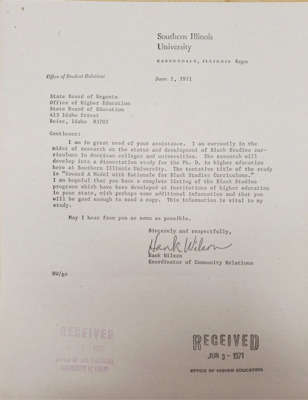 Southern Illinois
University
CARBONDALE, ILLINOIS 62901
Office of Student Relations
June 1, 1971
State Board of Regents
Office of Higher Education
State Board of Education
413 Idaho Street
Boise, Idaho 83702
Gentlemen:
I am in great need of your assistance. I am currently in the
midst of research on the status and development of Black Studies cur-
riculums in American colleges and universities. The research will
develop into a dissertation study for the Ph. D. in higher education
here at Southern Illinois University. The tentative title of the study
is "Toward A Model with Rationale for Black Studies Curriculums."
I am hopeful that you have a complete listing of the Black Studies
programs which have been developed at institutions of higher education
in your state, with perhaps some additional information and that you
will be good enough to send a copy. This information is vital to my
study.
May I hear from you as soon as possible.
Sincerely and respectfully,
Hank Wilson
Hank Wilson
Coordinator of Community Relations
HW/go
RECEIVED
1971
UNIVERSITY OF IDAHO
RECEIVED
JUN 3 - 1971
OFFICE OF HIGHER EDUCATION